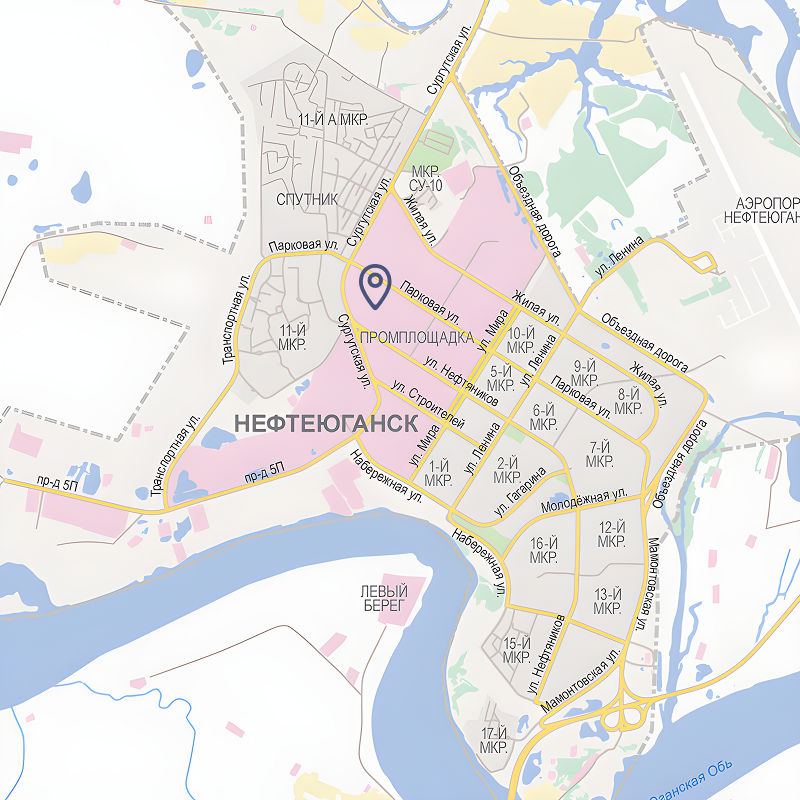 Сургутская ул.
11-Й А МКР.
МКР.
СУ-10
Объездная дорога
СПУТНИК
Сургутская ул.
Жилая ул.
АЭРОПОР
НЕФТЕЮГАН
Парковая ул.
ул. Ленина
Транспортная ул.
Парковая ул.
Жилая ул.
Объездная дорога
11-Й
МКР.
Сургутская ул.
ПРОМПЛОЩАДКА
ул. Мира
10-Й
МКР.
ул. Ленина
ул. Нефтяников
5-Й
МКР.
9-Й
МКР.
Жилая ул.
8-Й
МКР.
Парковая ул.
ул. Строителей
6-Й
МКР.
НЕФТЕЮГАНСК
Транспортная ул.
ул. Мира
ул. Ленина
7-Й
МКР.
Объездная дорога
пр-д 5П
пр-д 5П
Набережная ул.
1-Й
МКР.
2-Й
МКР.
ул. Гагарина
Молодёжная ул.
Набережная ул.
16-Й
МКР.
12-Й
МКР.
Мамонтовская ул.
ЛЕВЫЙ
БЕРЕГ
13-Й
МКР.
15-Й
МКР.
ул. Нефтяников
Мамонтовская ул.
17-Й
МКР.
Юганская Обь